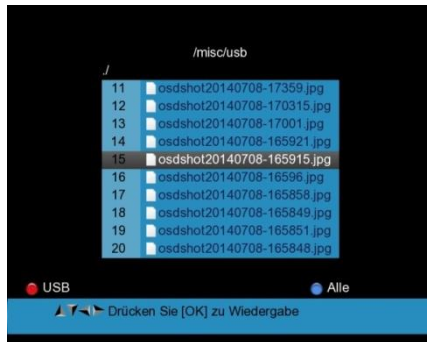 /misc/usb
./
11 osdshot20140708-17359.jpg
12 osdshot20140708-170315.jpg
13 osdshot20140708-17001.jpg
14 osdshot20140708-165921.jpg
15 osdshot20140708-165915.jpg
16 osdshot20140708-16596.jpg
17 osdshot20140708-165858.jpg
18 osdshot20140708-165849.jpg
19 osdshot20140708-165851.jpg
20 osdshot20140708-165848.jpg
USB Alle
Drücken Sie [OK] zu Wiedergabe